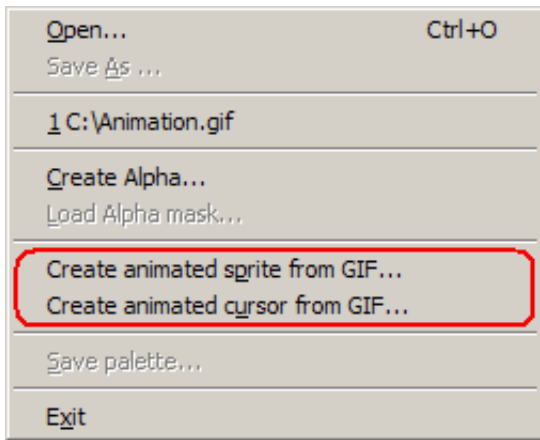 Open... Ctrl+O
Save As ...
1 C:\Animation.gif
Create Alpha...
Load Alpha mask...
Create animated sprite from GIF...
Create animated cursor from GIF...
Save palette...
Exit